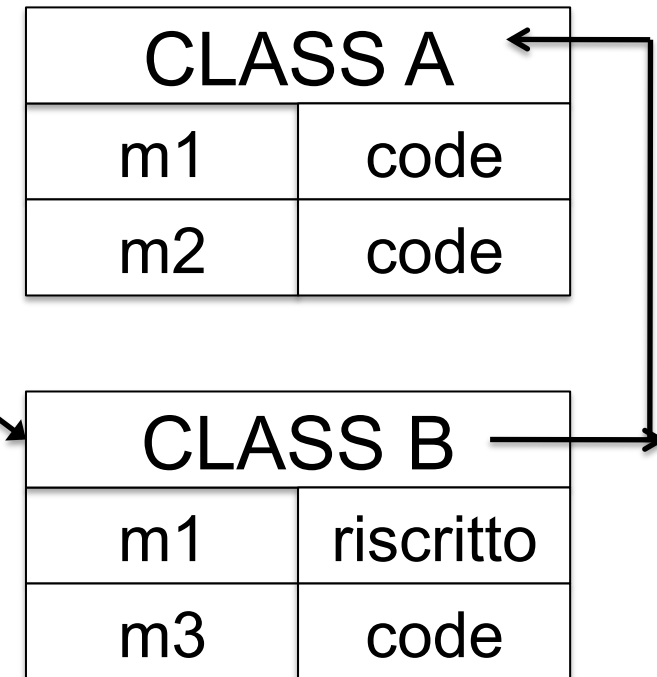 CLASS A
m1 code
m2 code
CLASS B
m1 riscritto
m3 code